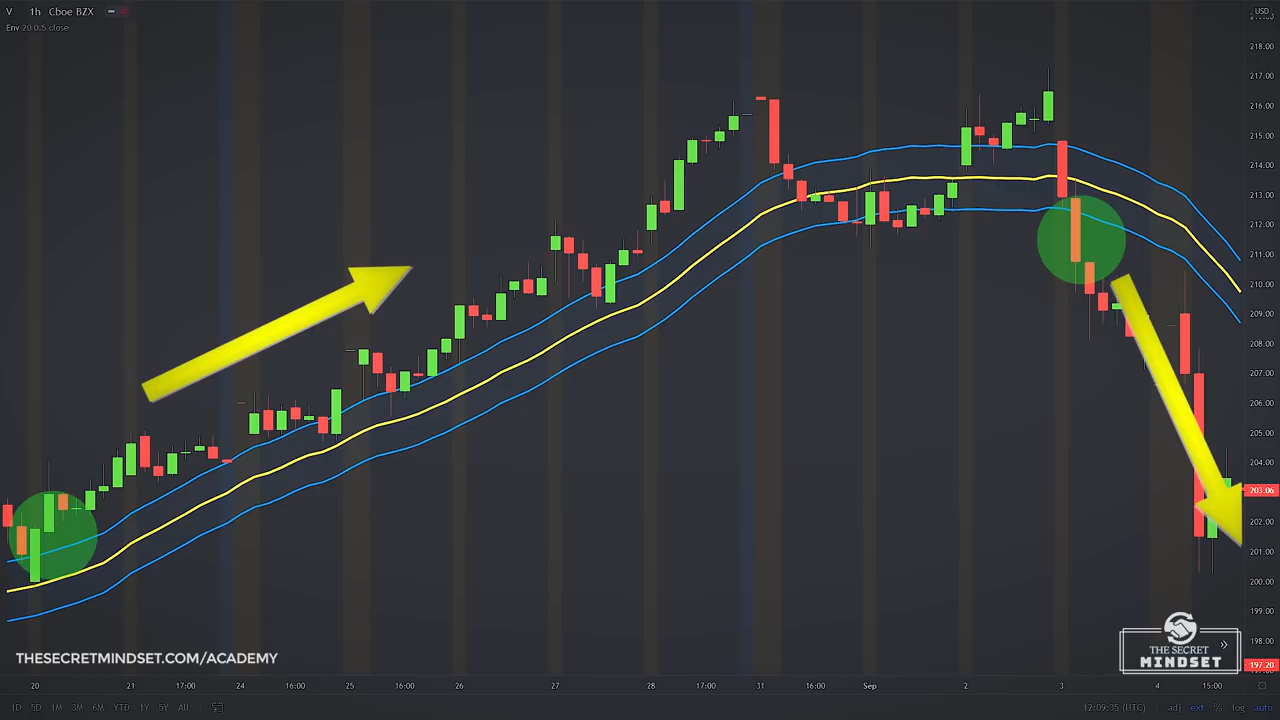 V 1h Cboe BZX
Env 20 0.5 close
USD
218.00
217.00
216.00
215.00
214.00
213.00
212.00
211.00
210.00
209.00
208.00
207.00
206.00
205.00
204.00
203.06
202.00
201.00
200.00
199.00
198.00
197.20
THESECRETMINDSET.COM/ACADEMY
THE SECRET
MINDSET
20 21 17:00 24 16:00 25 16:00 26 27 28 17:00 31 16:00 Sep 2 3 4 15:00
1D 5D 1M 3M 6M YTD 1Y 5Y All 12:09:35 (UTC) adj ext % log auto